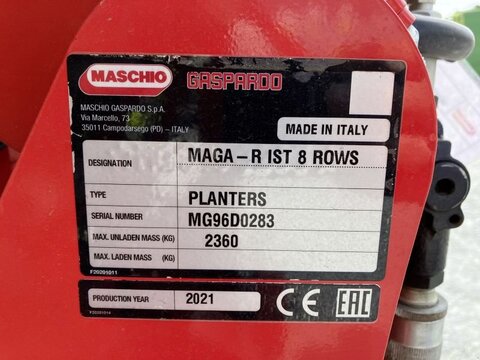 MASCHIO GASPARDO
MASCHIO GASPARDO S.p.A.
Via Marcello, 73
35011 Campodarsego (PD) – ITALY
MADE IN ITALY
DESIGNATION MAGA-R IST 8 ROWS
TYPE PLANTERS
SERIAL NUMBER MG96D0283
MAX. UNLADEN MASS (KG) 2360
MAX. LADEN MASS (KG)
F20201011
PRODUCTION YEAR 2021 CE EAC
F20201014